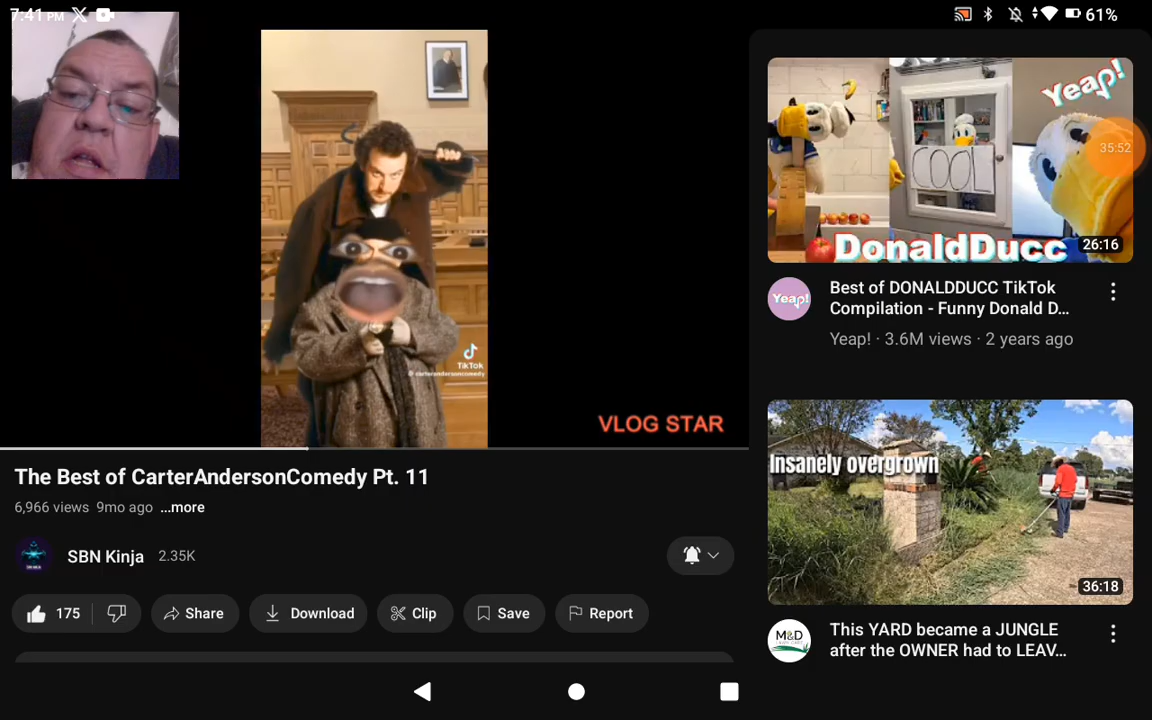 7:41 PM
61%
TikTok
@carterandersoncomedy
VLOG STAR
The Best of CarterAndersonComedy Pt. 11
6,966 views 9mo ago ...more
SBN Kinja 2.35K
175
Share
Download
Clip
Save
Report
Yeap!
COOL
35:52
DonaldDucc
26:16
Yeap!
Best of DONALDDUCC TikTok
Compilation - Funny Donald D...
Yeap! · 3.6M views · 2 years ago
Insanely overgrown
36:18
M&D
This YARD became a JUNGLE
after the OWNER had to LEAV...